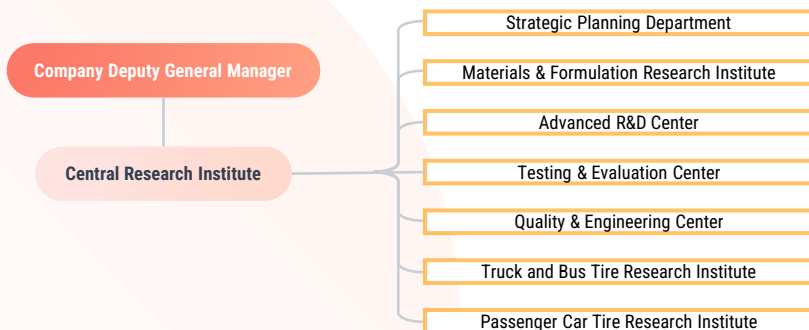 Company Deputy General Manager
Central Research Institute
Strategic Planning Department
Materials & Formulation Research Institute
Advanced R&D Center
Testing & Evaluation Center
Quality & Engineering Center
Truck and Bus Tire Research Institute
Passenger Car Tire Research Institute